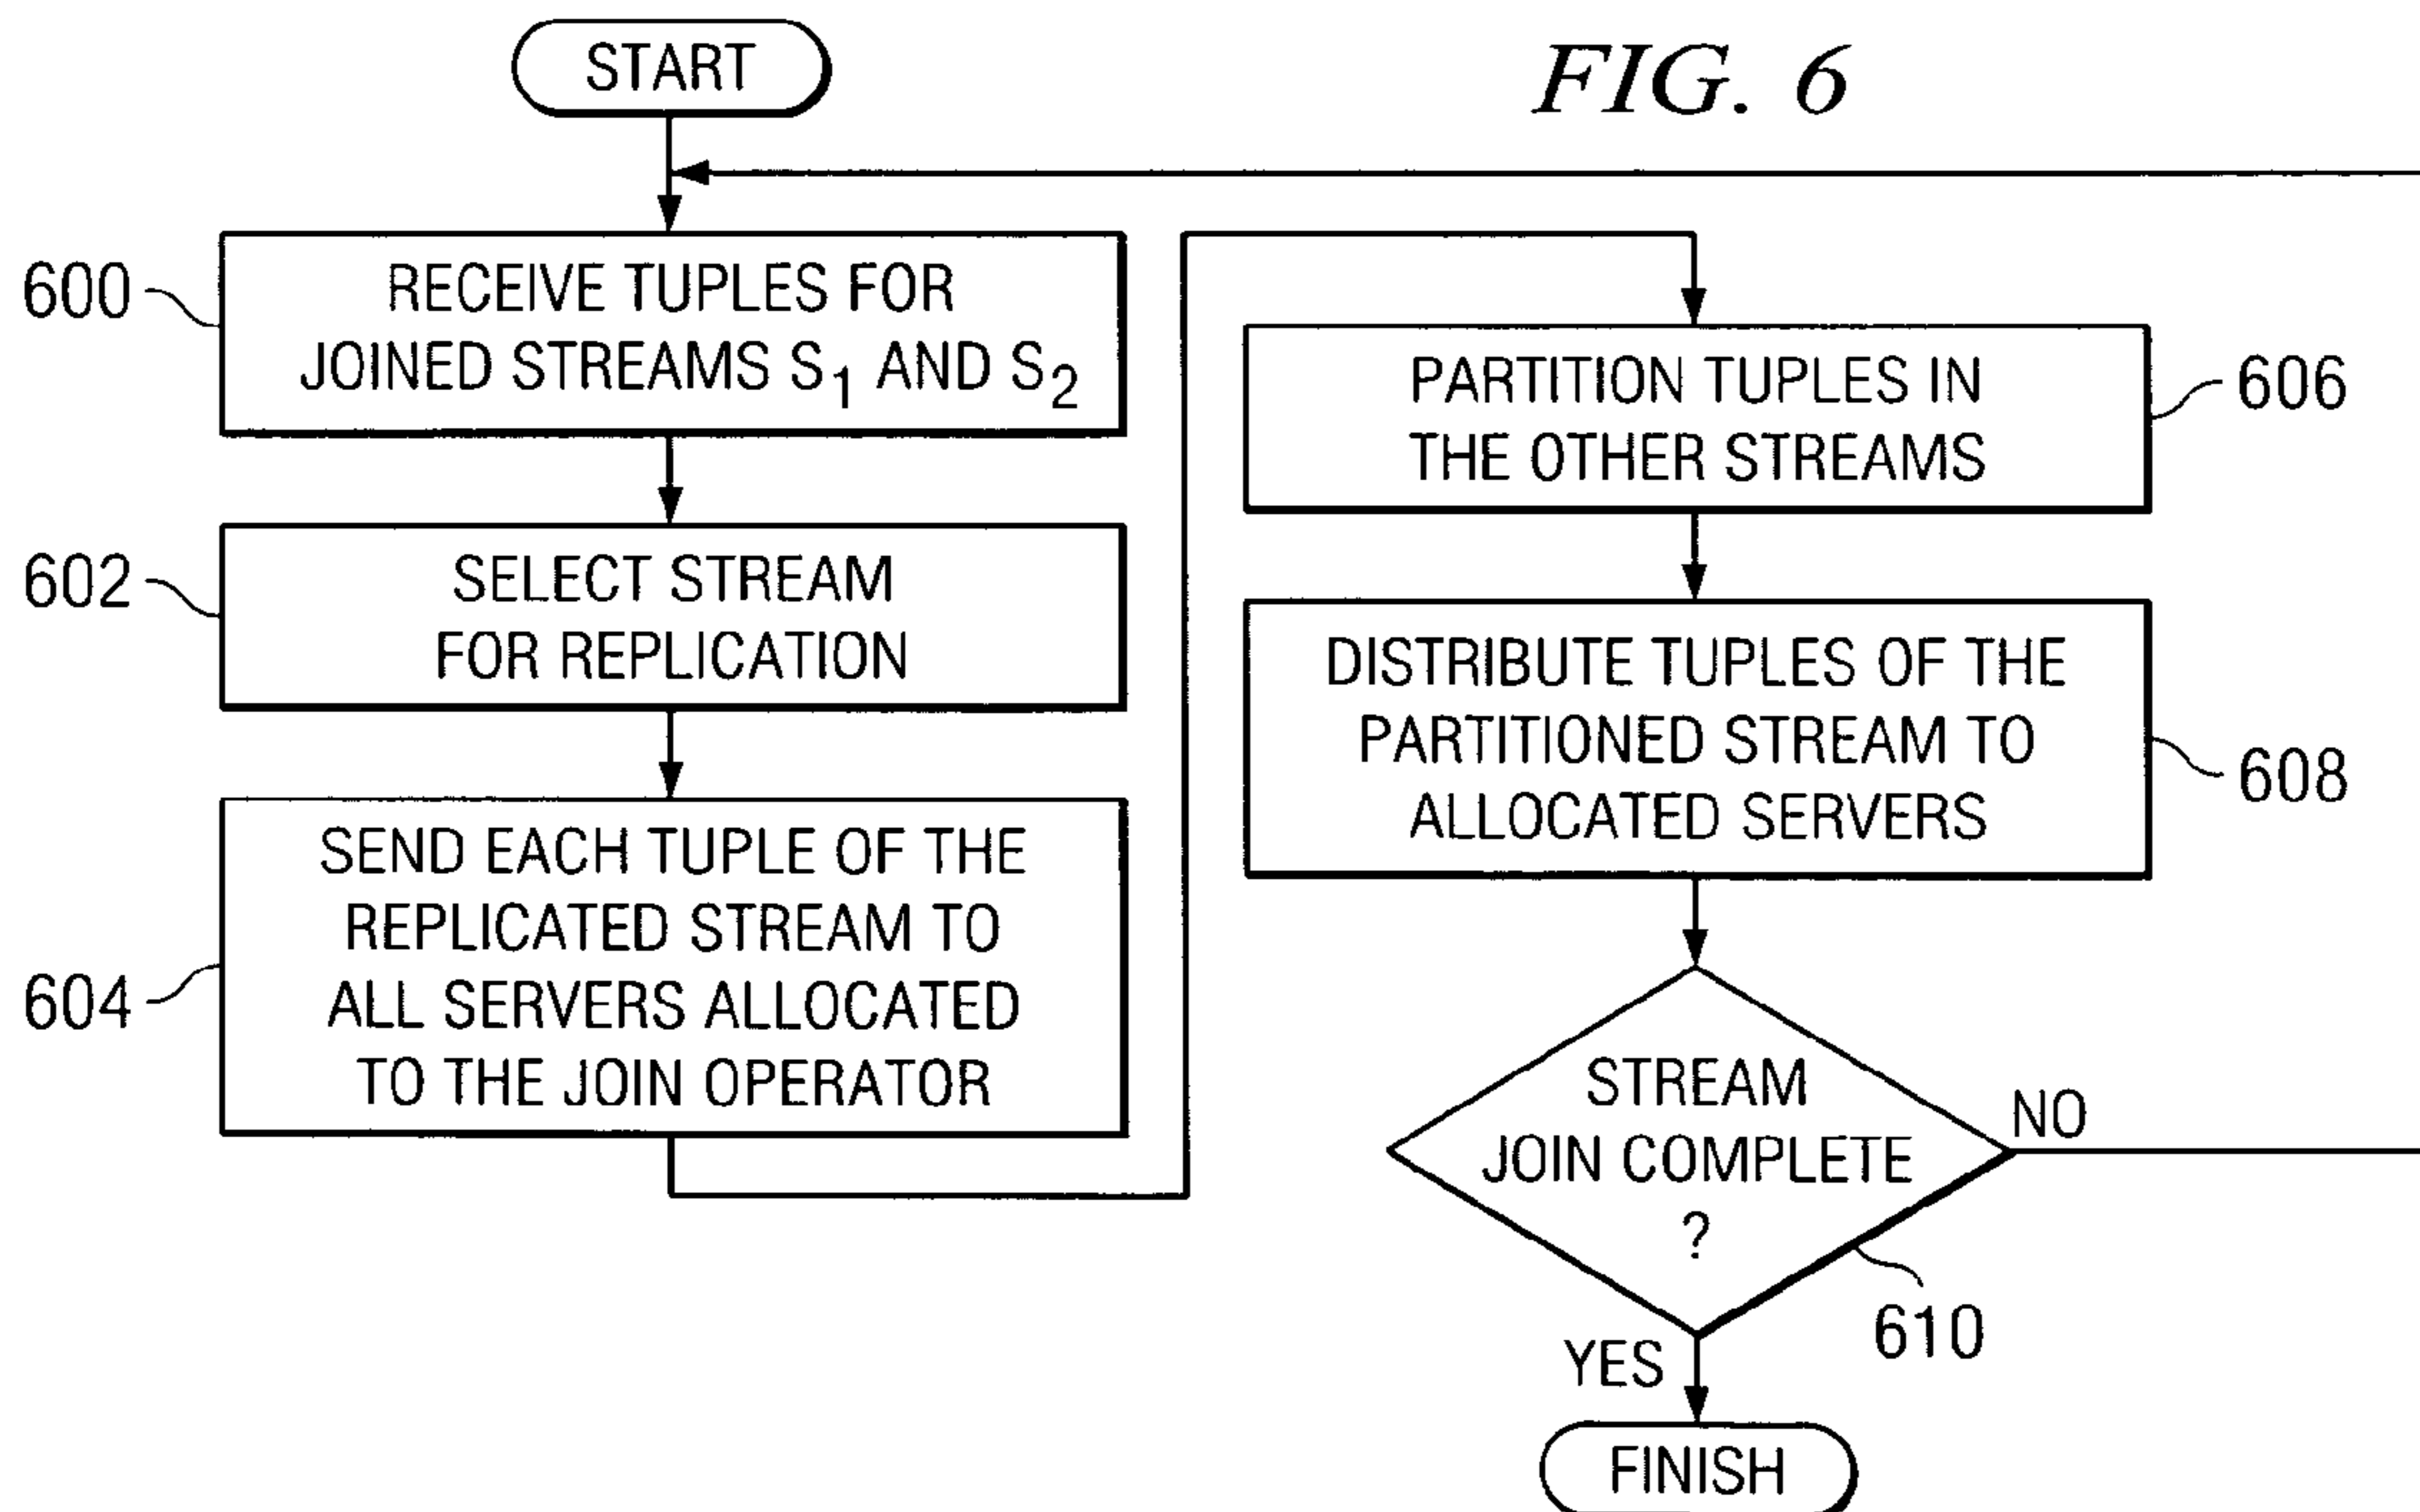 FIG. 6
START
600
RECEIVE TUPLES FOR
JOINED STREAMS S₁ AND S₂
602
SELECT STREAM
FOR REPLICATION
604
SEND EACH TUPLE OF THE
REPLICATED STREAM TO
ALL SERVERS ALLOCATED
TO THE JOIN OPERATOR
PARTITION TUPLES IN
THE OTHER STREAMS
606
DISTRIBUTE TUPLES OF THE
PARTITIONED STREAM TO
ALLOCATED SERVERS
608
STREAM
JOIN COMPLETE
?
NO
610
YES
FINISH